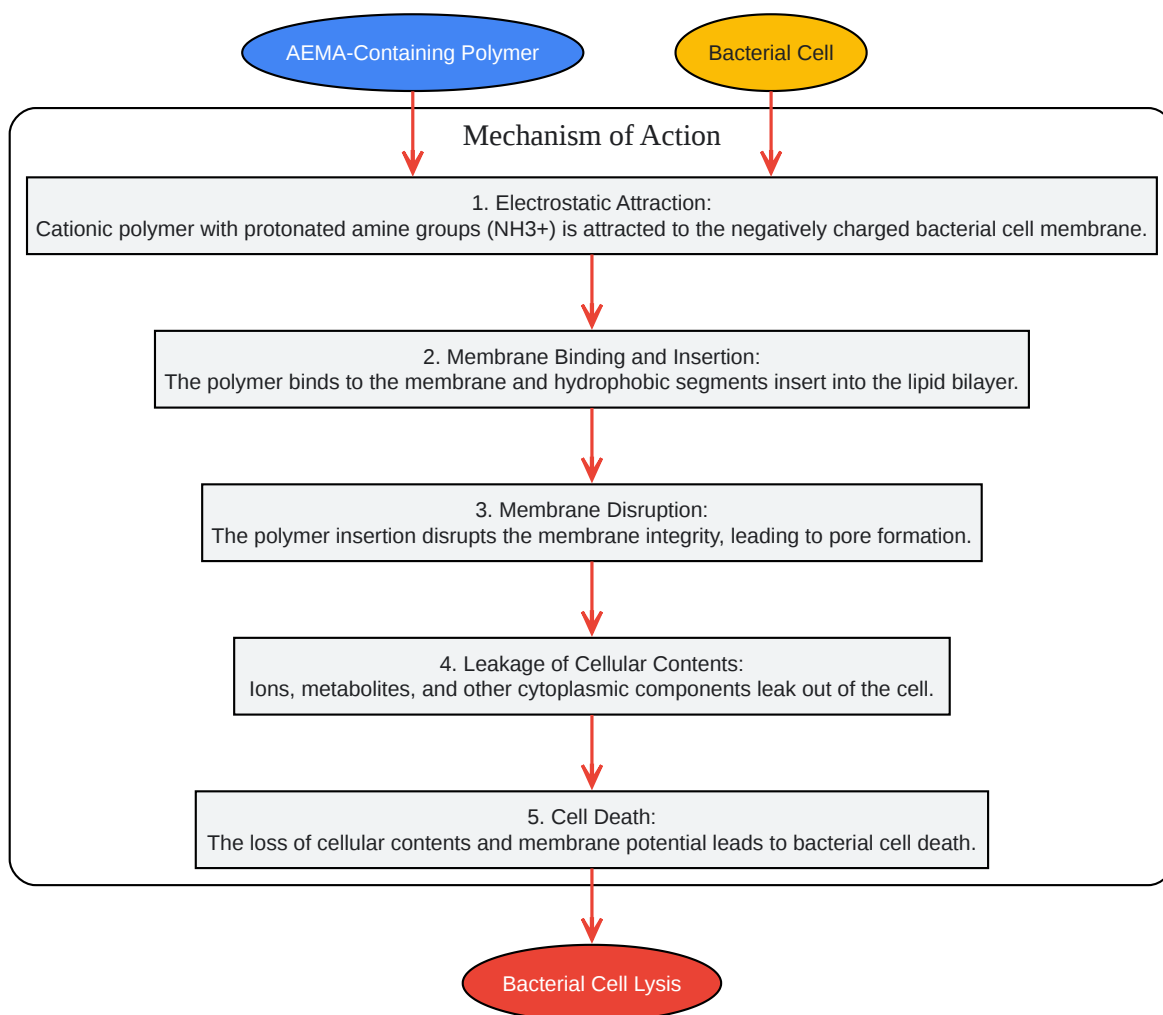 AEMA-Containing Polymer
Bacterial Cell
Mechanism of Action
1. Electrostatic Attraction:
Cationic polymer with protonated amine groups (NH3+) is attracted to the negatively charged bacterial cell membrane.
2. Membrane Binding and Insertion:
The polymer binds to the membrane and hydrophobic segments insert into the lipid bilayer.
3. Membrane Disruption:
The polymer insertion disrupts the membrane integrity, leading to pore formation.
4. Leakage of Cellular Contents:
Ions, metabolites, and other cytoplasmic components leak out of the cell.
5. Cell Death:
The loss of cellular contents and membrane potential leads to bacterial cell death.
Bacterial Cell Lysis